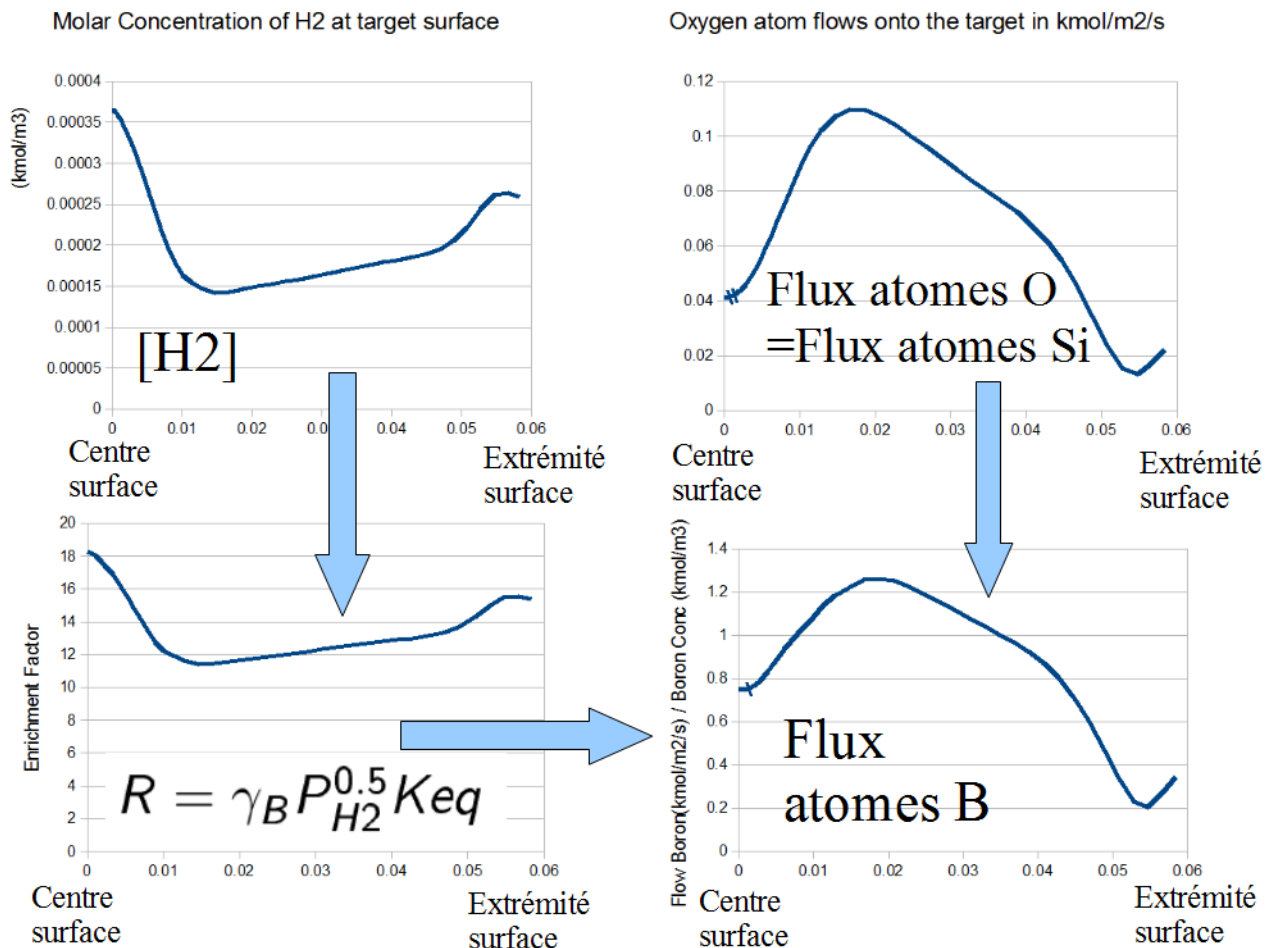 Molar Concentration of H2 at target surface
(kmol/m3)
0.0004
0.00035
0.0003
0.00025
0.0002
0.00015
0.0001
0.00005
0
0 0.01 0.02 0.03 0.04 0.05 0.06
[H2]
Centre
surface
Extrémité
surface
Oxygen atom flows onto the target in kmol/m2/s
0.12
0.1
0.08
0.06
0.04
0.02
0
0 0.01 0.02 0.03 0.04 0.05 0.06
Flux atomes O
=Flux atomes Si
Centre
surface
Extrémité
surface
Enrichment Factor
20
18
16
14
12
10
8
6
4
2
0
0 0.01 0.02 0.03 0.04 0.05 0.06
R = γ_B P_{H2}^{0.5} Keq
Centre
surface
Extrémité
surface
Flow Boron(kmol/m2/s) / Boron Conc (kmol/m3)
1.4
1.2
1
0.8
0.6
0.4
0.2
0
0 0.01 0.02 0.03 0.04 0.05 0.06
Flux
atomes B
Centre
surface
Extrémité
surface